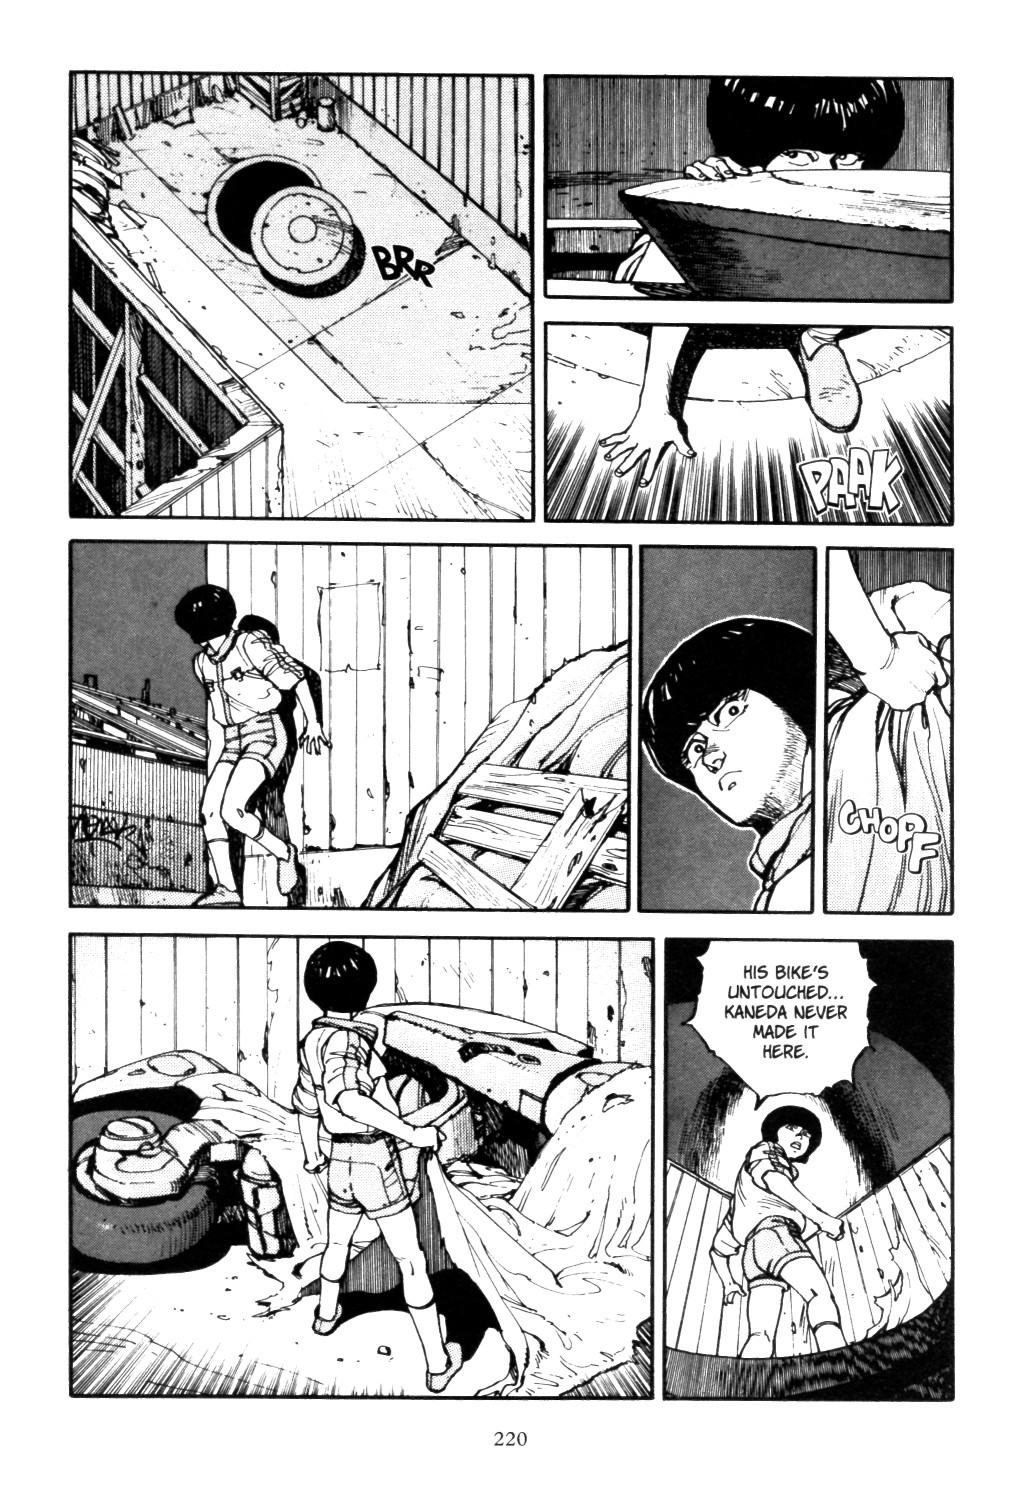 BRR
PAAK
CHOPF
HIS BIKE'S
UNTOUCHED...
KANEDA NEVER
MADE IT
HERE.
220